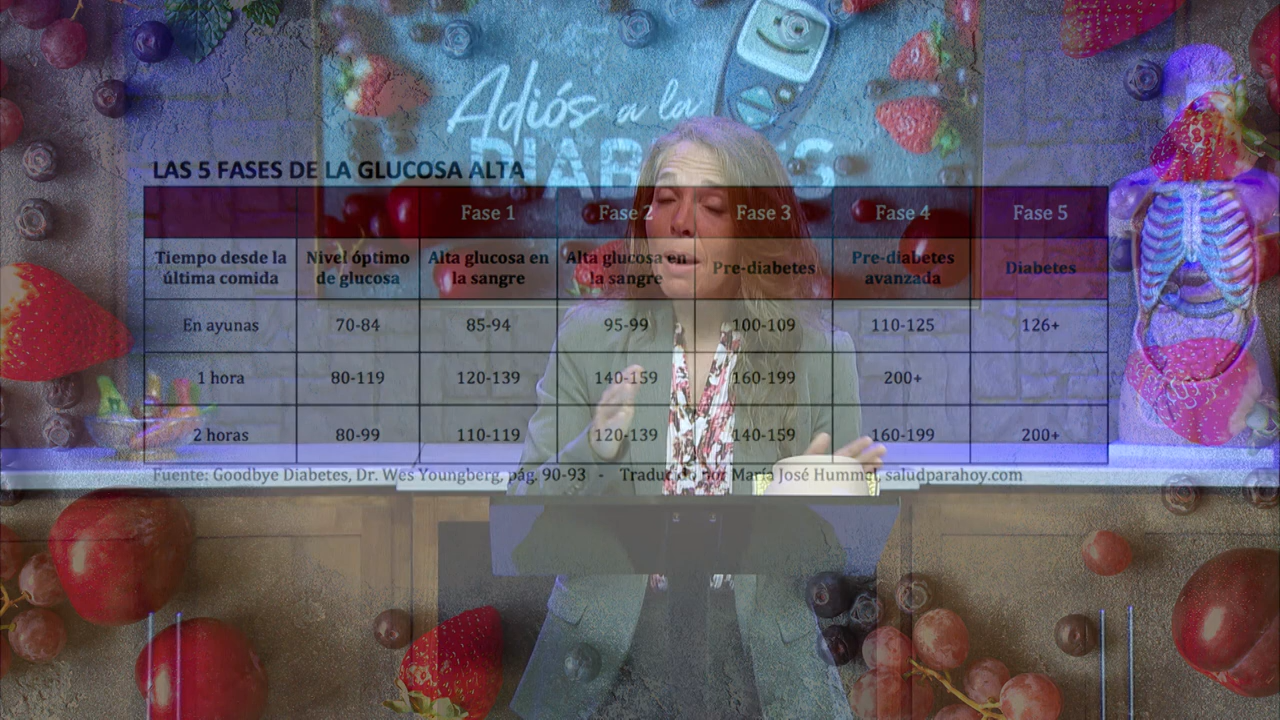 Adiós a la
DIABETES
LAS 5 FASES DE LA GLUCOSA ALTA
Fase 1 Fase 2 Fase 3 Fase 4 Fase 5
Tiempo desde la última comida Nivel óptimo de glucosa Alta glucosa en la sangre Alta glucosa en la sangre Pre-diabetes Pre-diabetes avanzada Diabetes
En ayunas 70-84 85-94 95-99 100-109 110-125 126+
1 hora 80-119 120-139 140-159 160-199 200+
2 horas 80-99 110-119 120-139 140-159 160-199 200+
Fuente: Goodbye Diabetes, Dr. Wes Youngberg, pág. 90-93 - Traducido por María José Hummel, saludparahoy.com